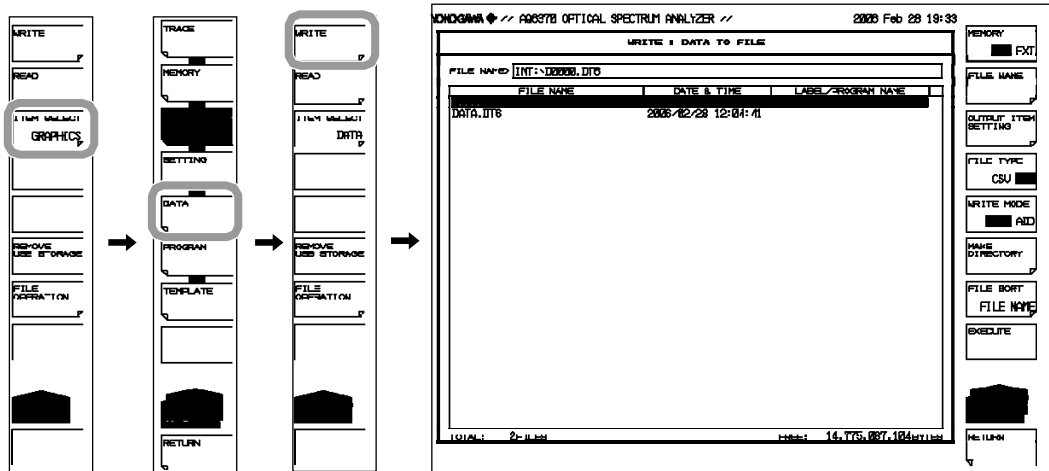 WRITE
READ
ITEM SELECT
GRAPHICS
REMOVE
USB STORAGE
FILE
OPERATION
TRACE
MEMORY
SETTING
DATA
PROGRAM
TEMPLATE
RETURN
WRITE
READ
ITEM SELECT
DATA
REMOVE
USB STORAGE
FILE
OPERATION
YOKOGAWA // AQ6370 OPTICAL SPECTRUM ANALYZER // 2006 Feb 28 19:33
WRITE : DATA TO FILE
FILE NAME INT:\D0000.DT6
FILE NAME DATE & TIME LABEL/PROGRAM NAME
DATA.DT6 2006/02/28 12:04:41
TOTAL: 2FILES FREE: 14,775,087,104BYTES
MEMORY
EXT
FILE NAME
OUTPUT ITEM
SETTING
FILE TYPE
CSV
WRITE MODE
MAKE
DIRECTORY
FILE SORT
FILE NAME
EXECUTE
RETURN